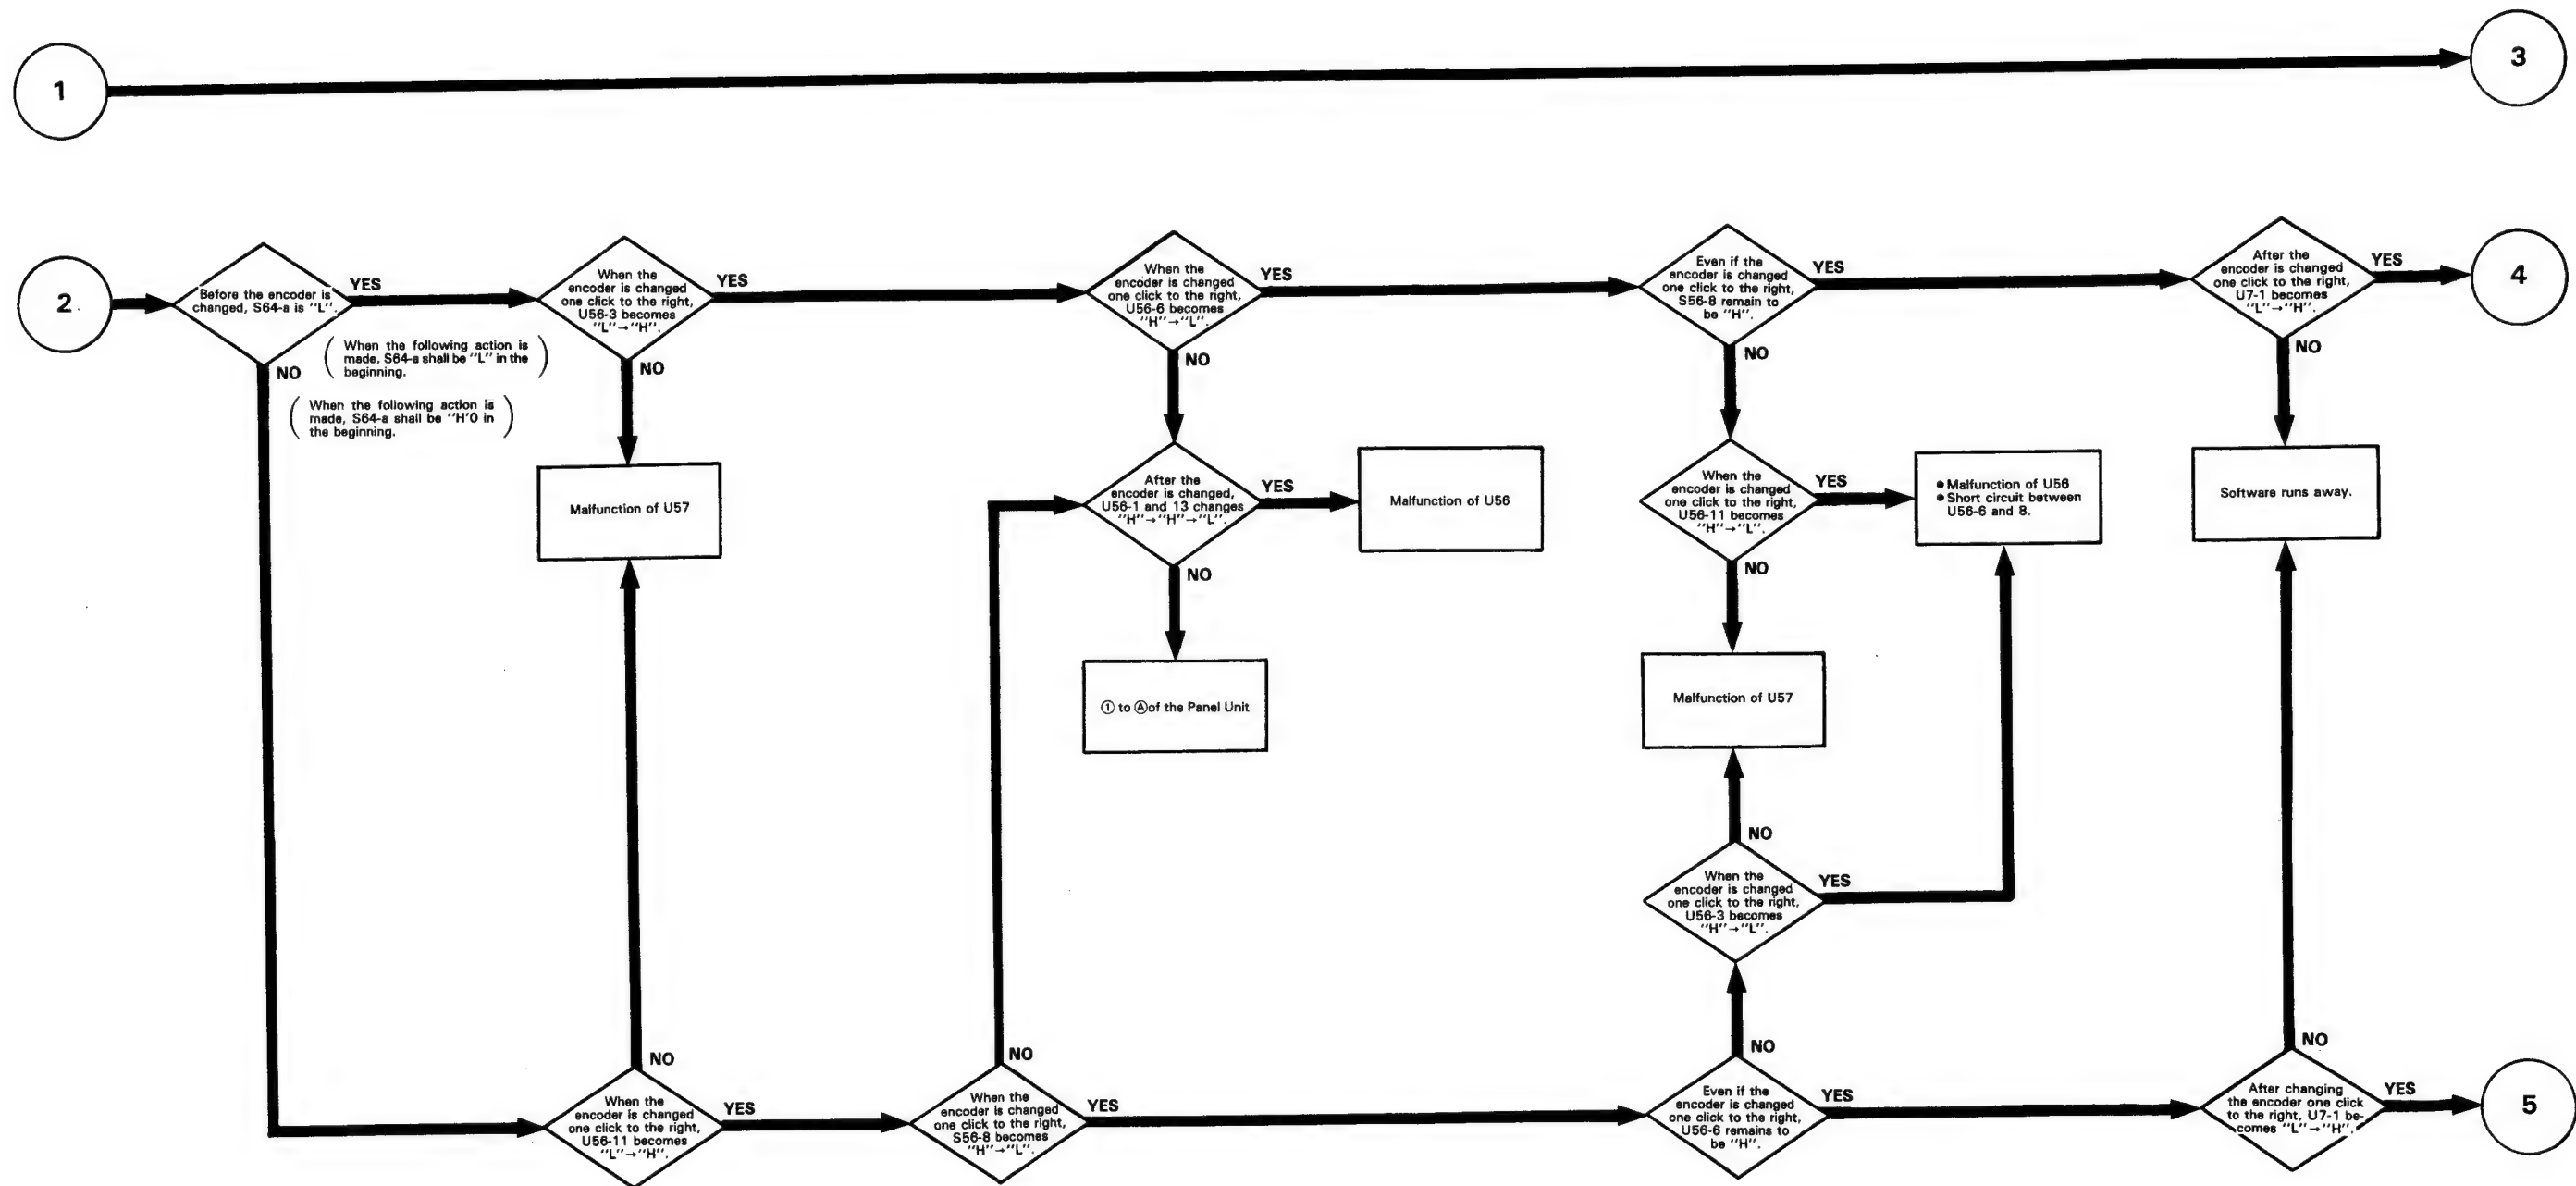 1
3
2
Before the encoder is
changed, S64-a is "L".
YES
NO
(When the following action is
made, S64-a shall be "L" in the
beginning.)
(When the following action is
made, S64-a shall be "H'0 in
the beginning.)
When the
encoder is changed
one click to the right,
U56-3 becomes
"L"→"H".
YES
NO
Malfunction of U57
When the
encoder is changed
one click to the right,
U56-6 becomes
"H"→"L".
YES
NO
After the
encoder is changed,
U56-1 and 13 changes
"H"→"H"→"L".
YES
Malfunction of U56
NO
① to Ⓐof the Panel Unit
Even if the
encoder is changed
one click to the right,
S56-8 remain to
be "H".
YES
NO
When the
encoder is changed
one click to the right,
U56-11 becomes
"H"→"L".
YES
● Malfunction of U56
● Short circuit between
U56-6 and 8.
NO
Malfunction of U57
NO
When the
encoder is changed
one click to the right,
U56-3 becomes
"H"→"L".
YES
After the
encoder is changed
one click to the right,
U7-1 becomes
"L"→"H".
YES
4
NO
Software runs away.
NO
When the
encoder is changed
one click to the right,
U56-11 becomes
"L"→"H".
YES
NO
When the
encoder is changed
one click to the right,
S56-8 becomes
"H"→"L".
YES
NO
Even if the
encoder is changed
one click to the right,
U56-6 remains to
be "H".
YES
NO
After changing
the encoder one click
to the right, U7-1 be-
comes "L"→"H".
YES
5